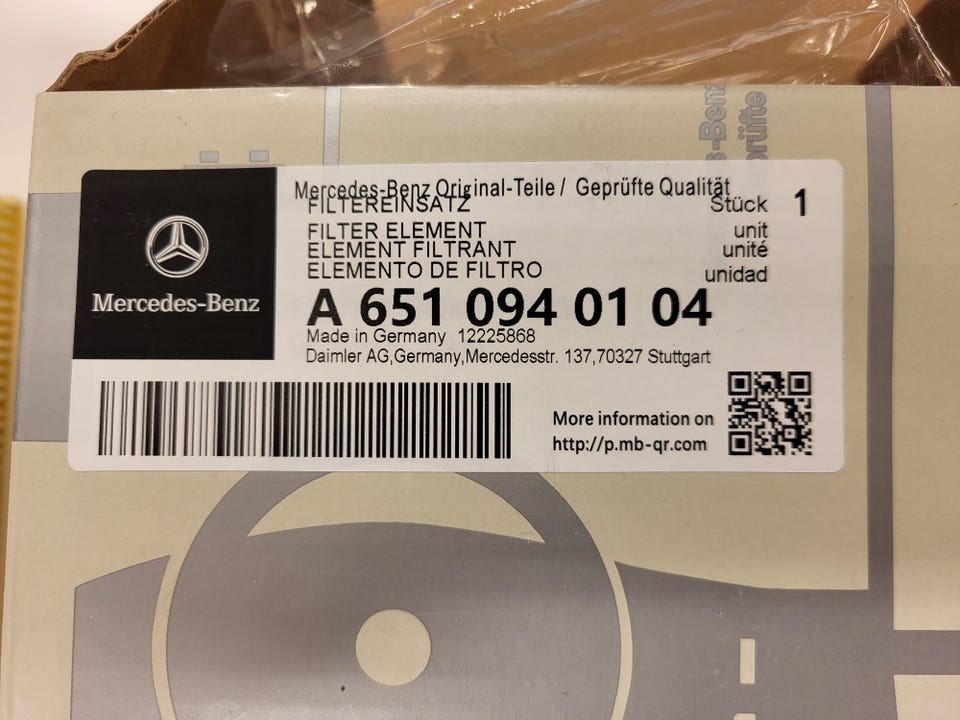 s-Benz
prüfte
Mercedes-Benz
Mercedes-Benz Original-Teile / Geprüfte Qualität
FILTEREINSATZ Stück 1
FILTER ELEMENT unit
ELEMENT FILTRANT unité
ELEMENTO DE FILTRO unidad
A 651 094 01 04
Made in Germany 12225868
Daimler AG,Germany,Mercedesstr. 137,70327 Stuttgart
More information on
http://p.mb-qr.com